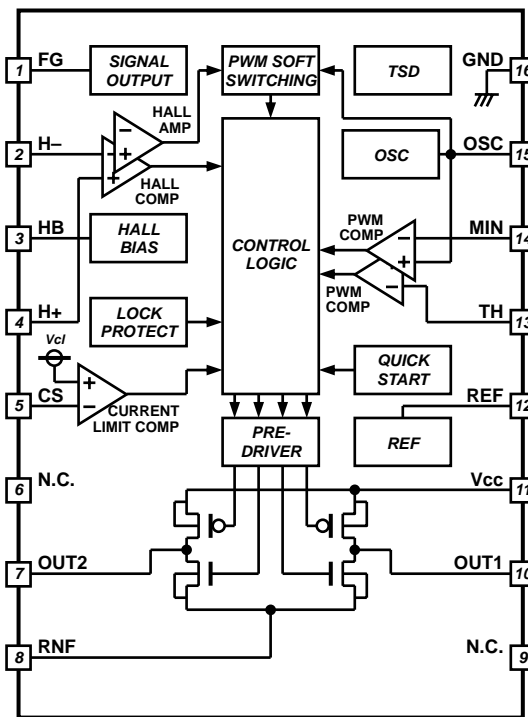 1 FG
SIGNAL
OUTPUT
PWM SOFT
SWITCHING
TSD
GND 16
HALL
AMP
2 H–
−
+
+
HALL
COMP
OSC
OSC 15
3 HB
HALL
BIAS
CONTROL
LOGIC
PWM
COMP
−
+
+
−
PWM
COMP
MIN 14
4 H+
LOCK
PROTECT
TH 13
Vcl
5 CS
+
−
CURRENT
LIMIT COMP
QUICK
START
REF 12
PRE-
DRIVER
REF
6 N.C.
Vcc 11
7 OUT2
OUT1 10
8 RNF
N.C. 9